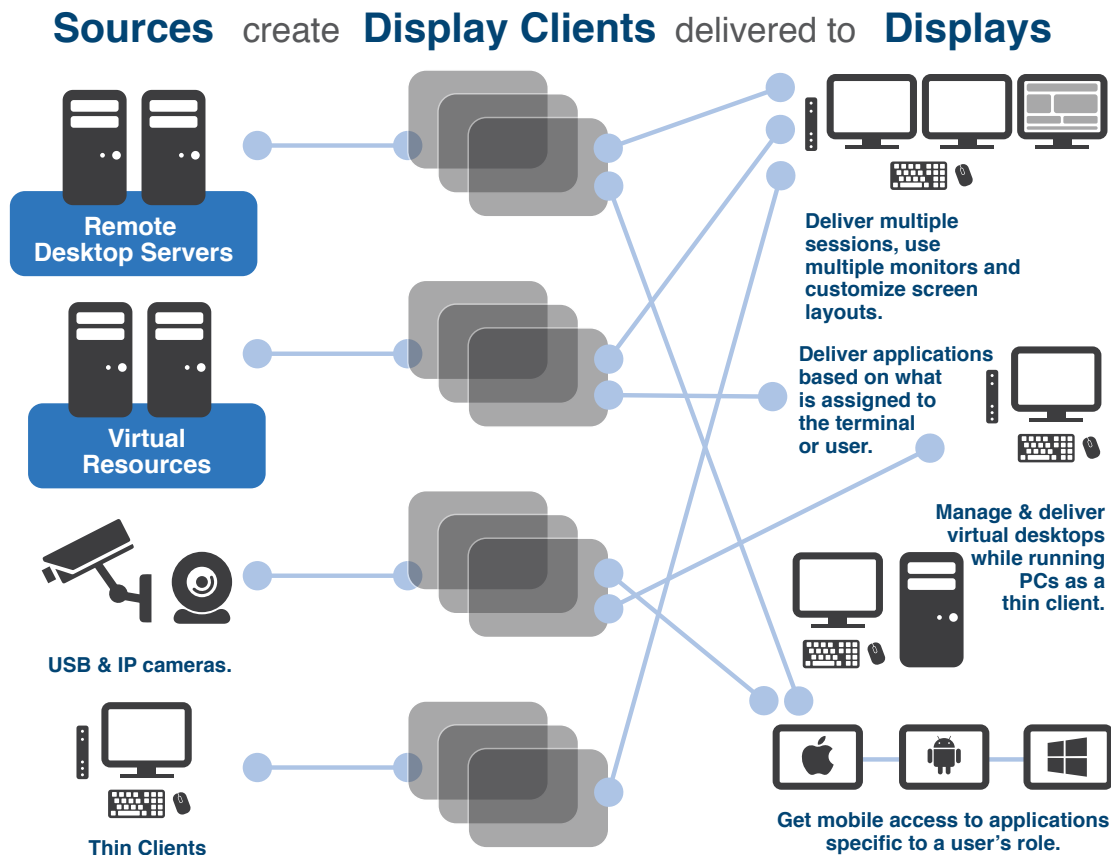 Sources create Display Clients delivered to Displays
Remote
Desktop Servers
Virtual
Resources
USB & IP cameras.
Thin Clients
Deliver multiple
sessions, use
multiple monitors and
customize screen
layouts.
Deliver applications
based on what
is assigned to
the terminal
or user.
Manage & deliver
virtual desktops
while running
PCs as a
thin client.
Get mobile access to applications
specific to a user’s role.